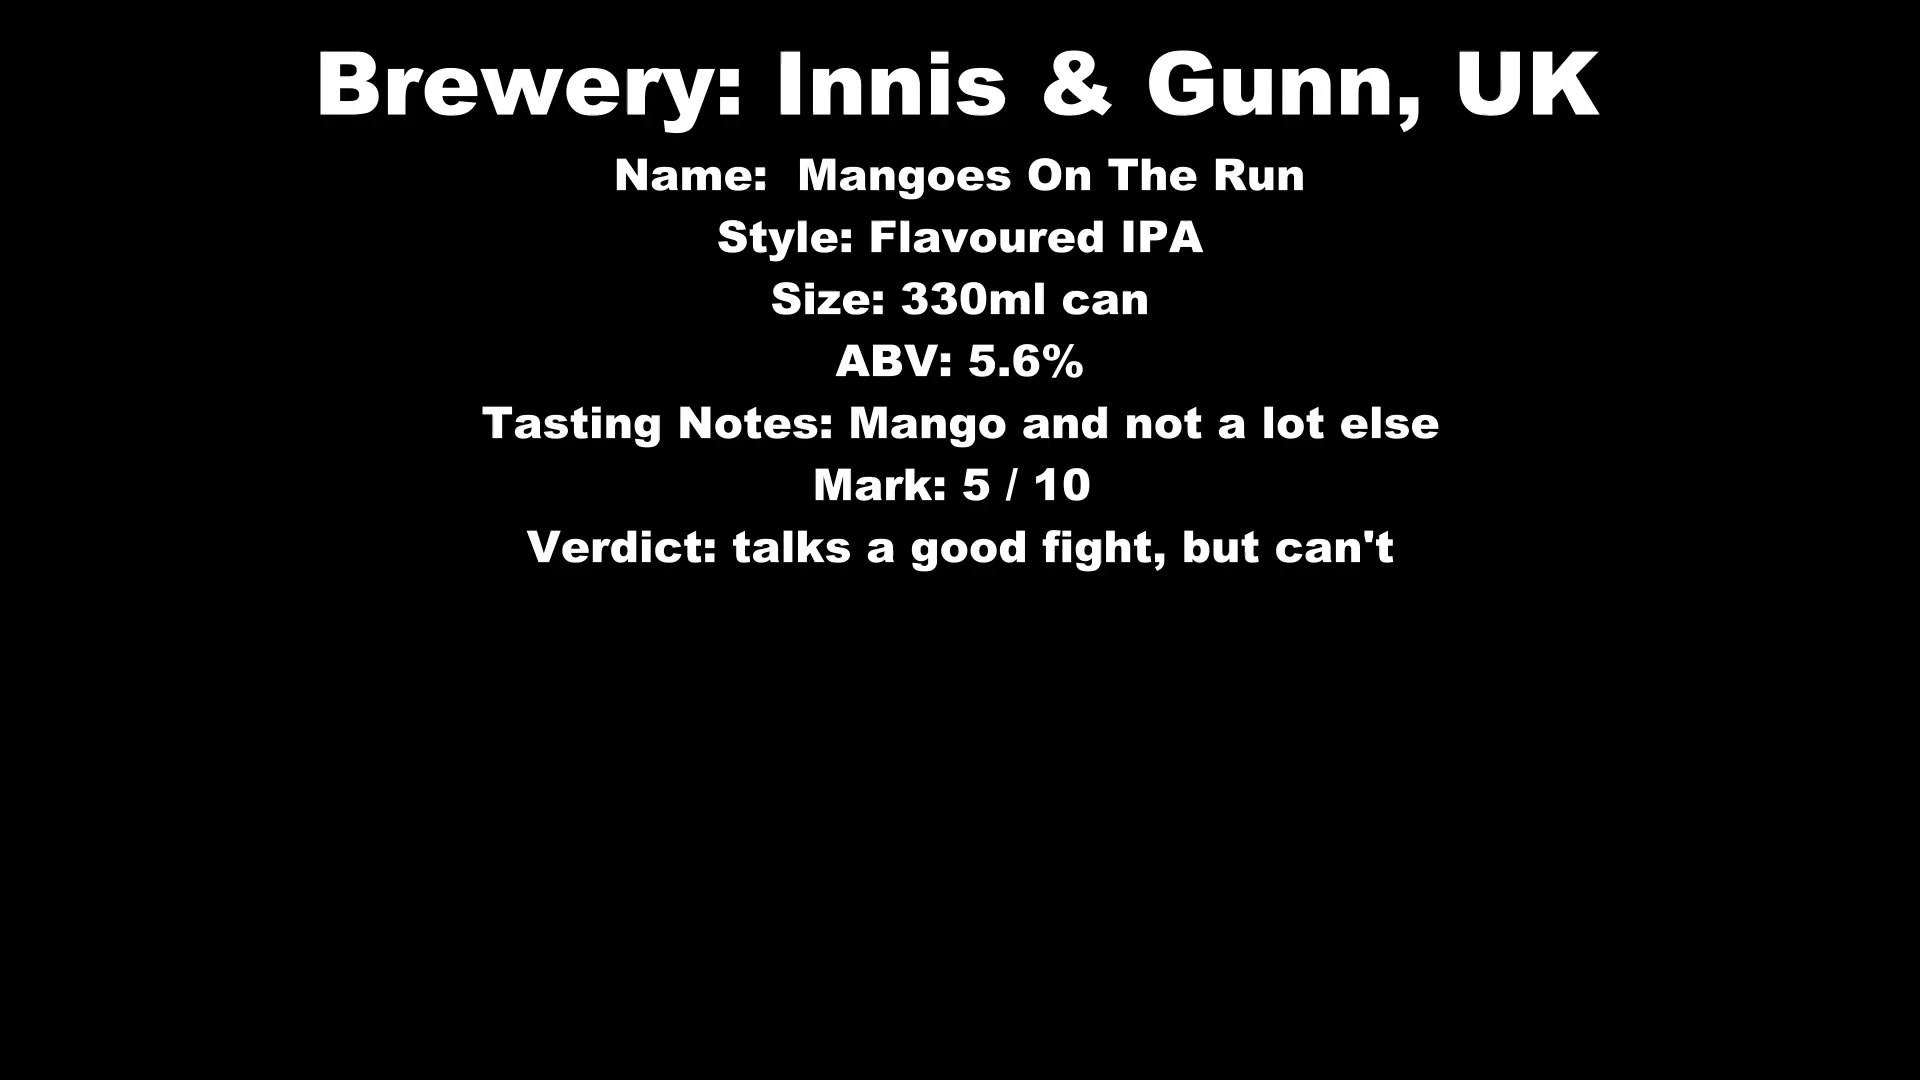 Brewery: Innis & Gunn, UK
Name:  Mangoes On The Run
Style: Flavoured IPA
Size: 330ml can
ABV: 5.6%
Tasting Notes: Mango and not a lot else
Mark: 5 / 10
Verdict: talks a good fight, but can't